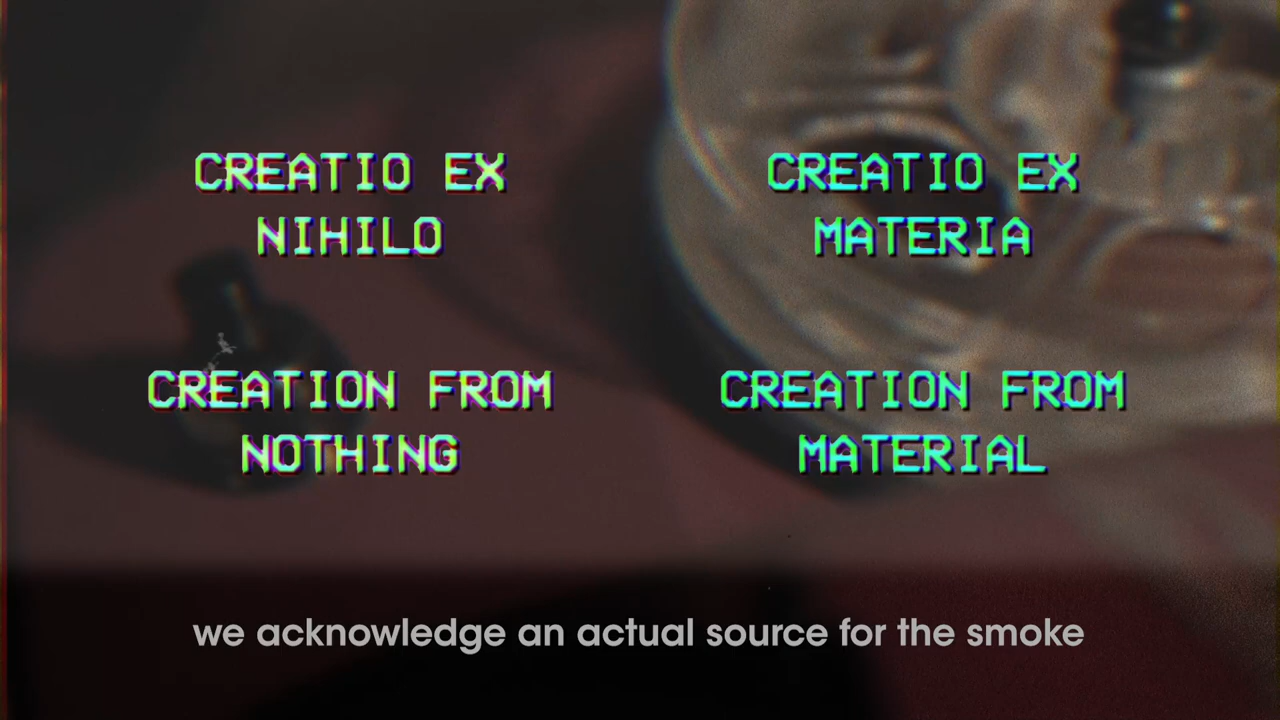 CREATIO EX
NIHILO
CREATION FROM
NOTHING
CREATIO EX
MATERIA
CREATION FROM
MATERIAL
we acknowledge an actual source for the smoke